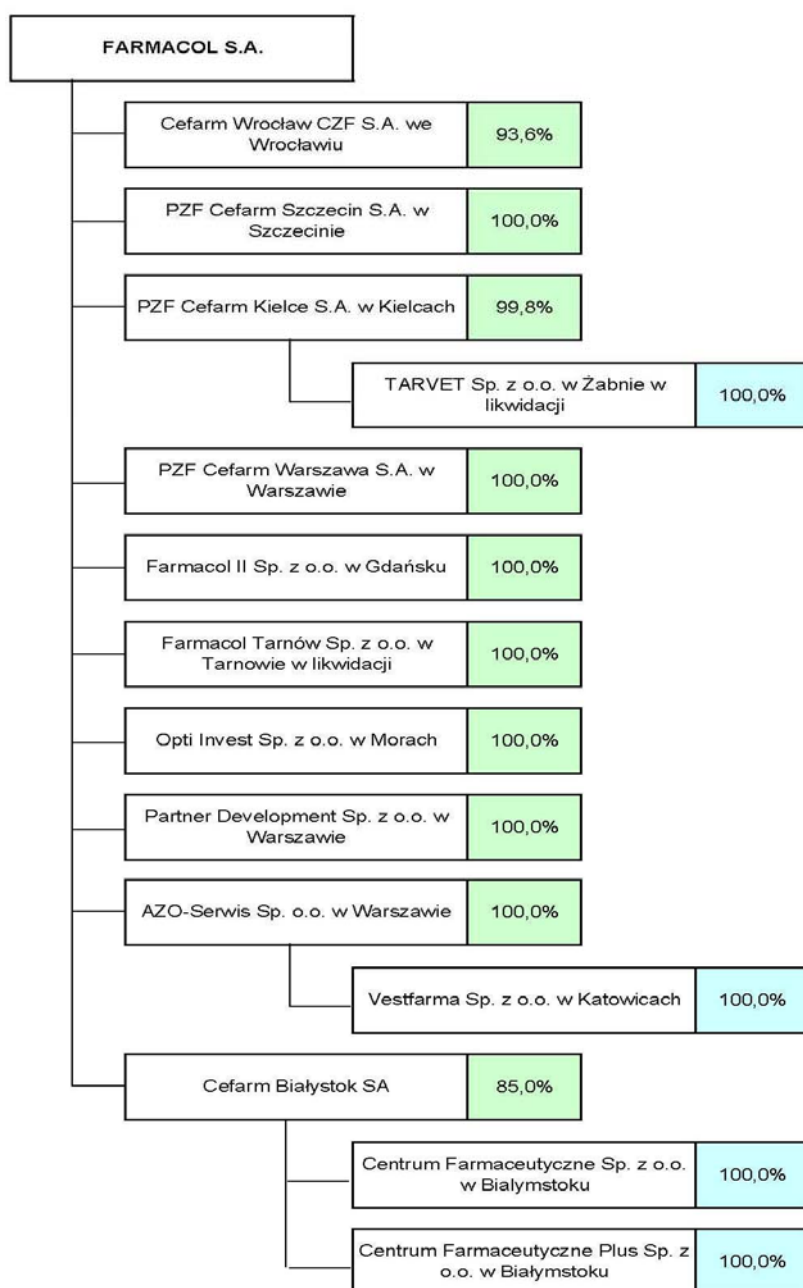 FARMACOL S.A.
Cefarm Wrocław CZF S.A. we
Wrocławiu
93,6%
PZF Cefarm Szczecin S.A. w
Szczecinie
100,0%
PZF Cefarm Kielce S.A. w Kielcach
99,8%
TARVET Sp. z o.o. w Żabnie w
likwidacji
100,0%
PZF Cefarm Warszawa S.A. w
Warszawie
100,0%
Farmacol II Sp. z o.o. w Gdańsku
100,0%
Farmacol Tarnów Sp. z o.o. w
Tarnowie w likwidacji
100,0%
Opti Invest Sp. z o.o. w Morach
100,0%
Partner Development Sp. z o.o. w
Warszawie
100,0%
AZO-Serwis Sp. o.o. w Warszawie
100,0%
Vestfarma Sp. z o.o. w Katowicach
100,0%
Cefarm Białystok SA
85,0%
Centrum Farmaceutyczne Sp. z o.o.
w Bialymstoku
100,0%
Centrum Farmaceutyczne Plus Sp. z
o.o. w Białymstoku
100,0%